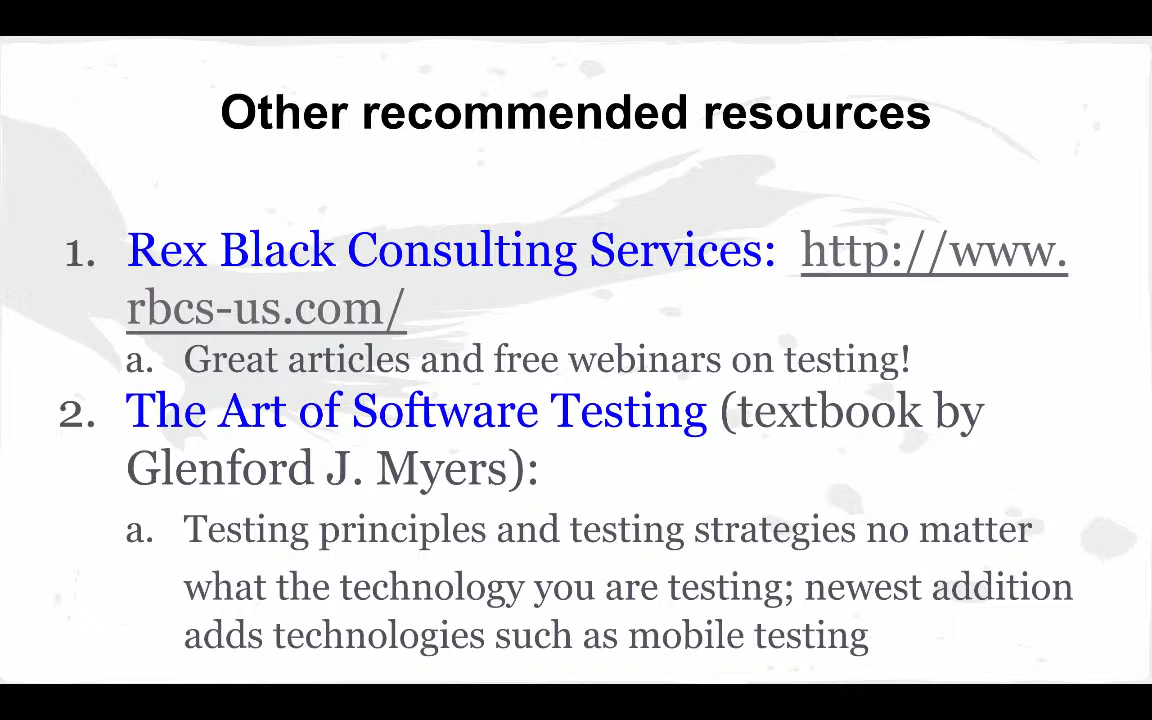 Other recommended resources
1. Rex Black Consulting Services: http://www.
rbcs-us.com/
a. Great articles and free webinars on testing!
2. The Art of Software Testing (textbook by
Glenford J. Myers):
a. Testing principles and testing strategies no matter
what the technology you are testing; newest addition
adds technologies such as mobile testing